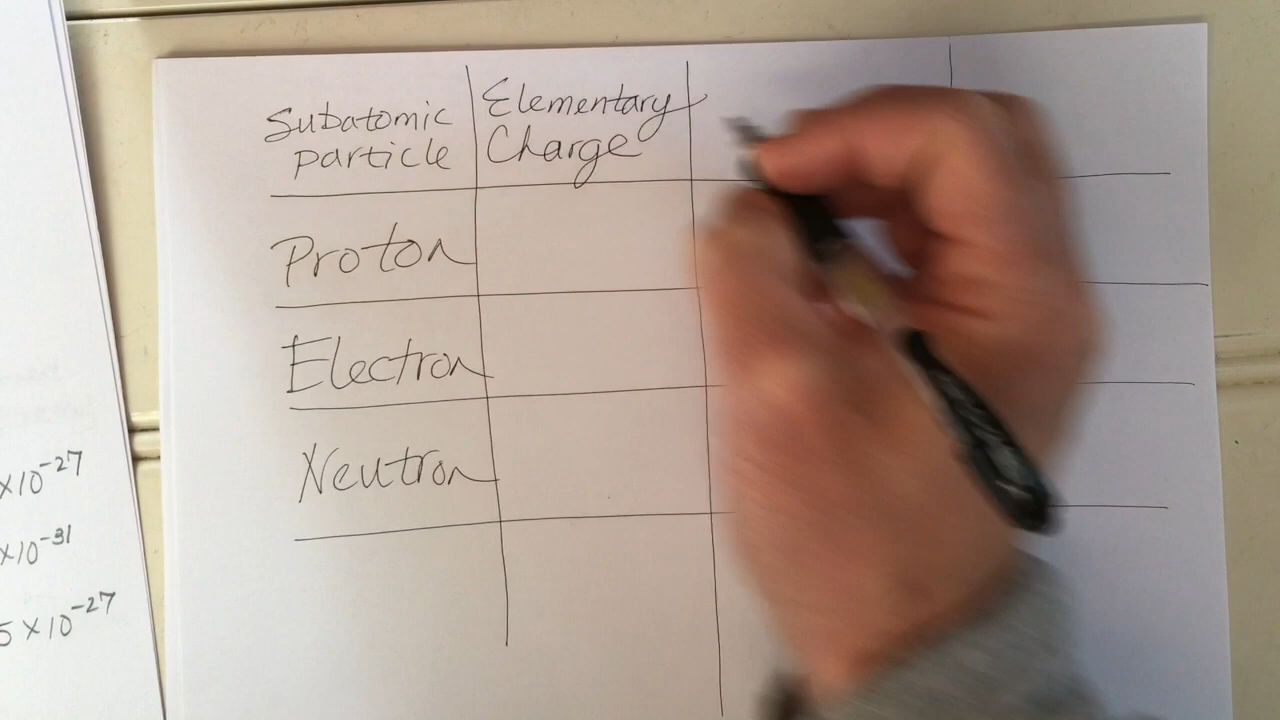 Subatomic
particle
Elementary
Charge
Proton
Electron
Neutron
×10⁻²⁷
×10⁻³¹
5×10⁻²⁷